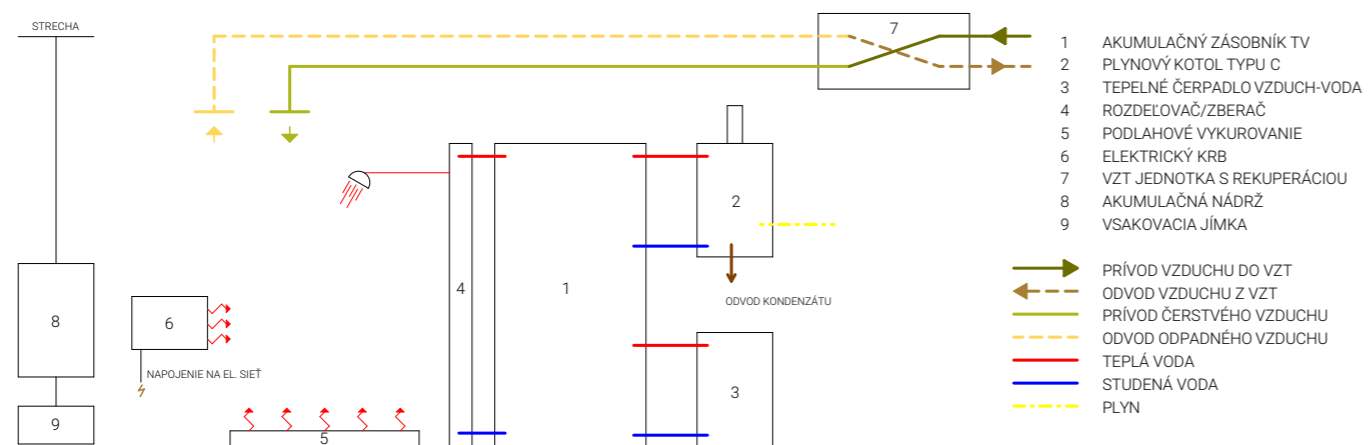 STRECHA
7
1 AKUMULAČNÝ ZÁSOBNÍK TV
2 PLYNOVÝ KOTOL TYPU C
3 TEPELNÉ ČERPADLO VZDUCH-VODA
4 ROZDEĽOVAČ/ZBERAČ
5 PODLAHOVÉ VYKUROVANIE
6 ELEKTRICKÝ KRB
7 VZT JEDNOTKA S REKUPERÁCIOU
8 AKUMULAČNÁ NÁDRŽ
9 VSAKOVACIA JÍMKA
2
4
1
ODVOD KONDENZÁTU
8
6
NAPOJENIE NA EL. SIEŤ
3
9
5
PRÍVOD VZDUCHU DO VZT
ODVOD VZDUCHU Z VZT
PRÍVOD ČERSTVÉHO VZDUCHU
ODVOD ODPADNÉHO VZDUCHU
TEPLÁ VODA
STUDENÁ VODA
PLYN